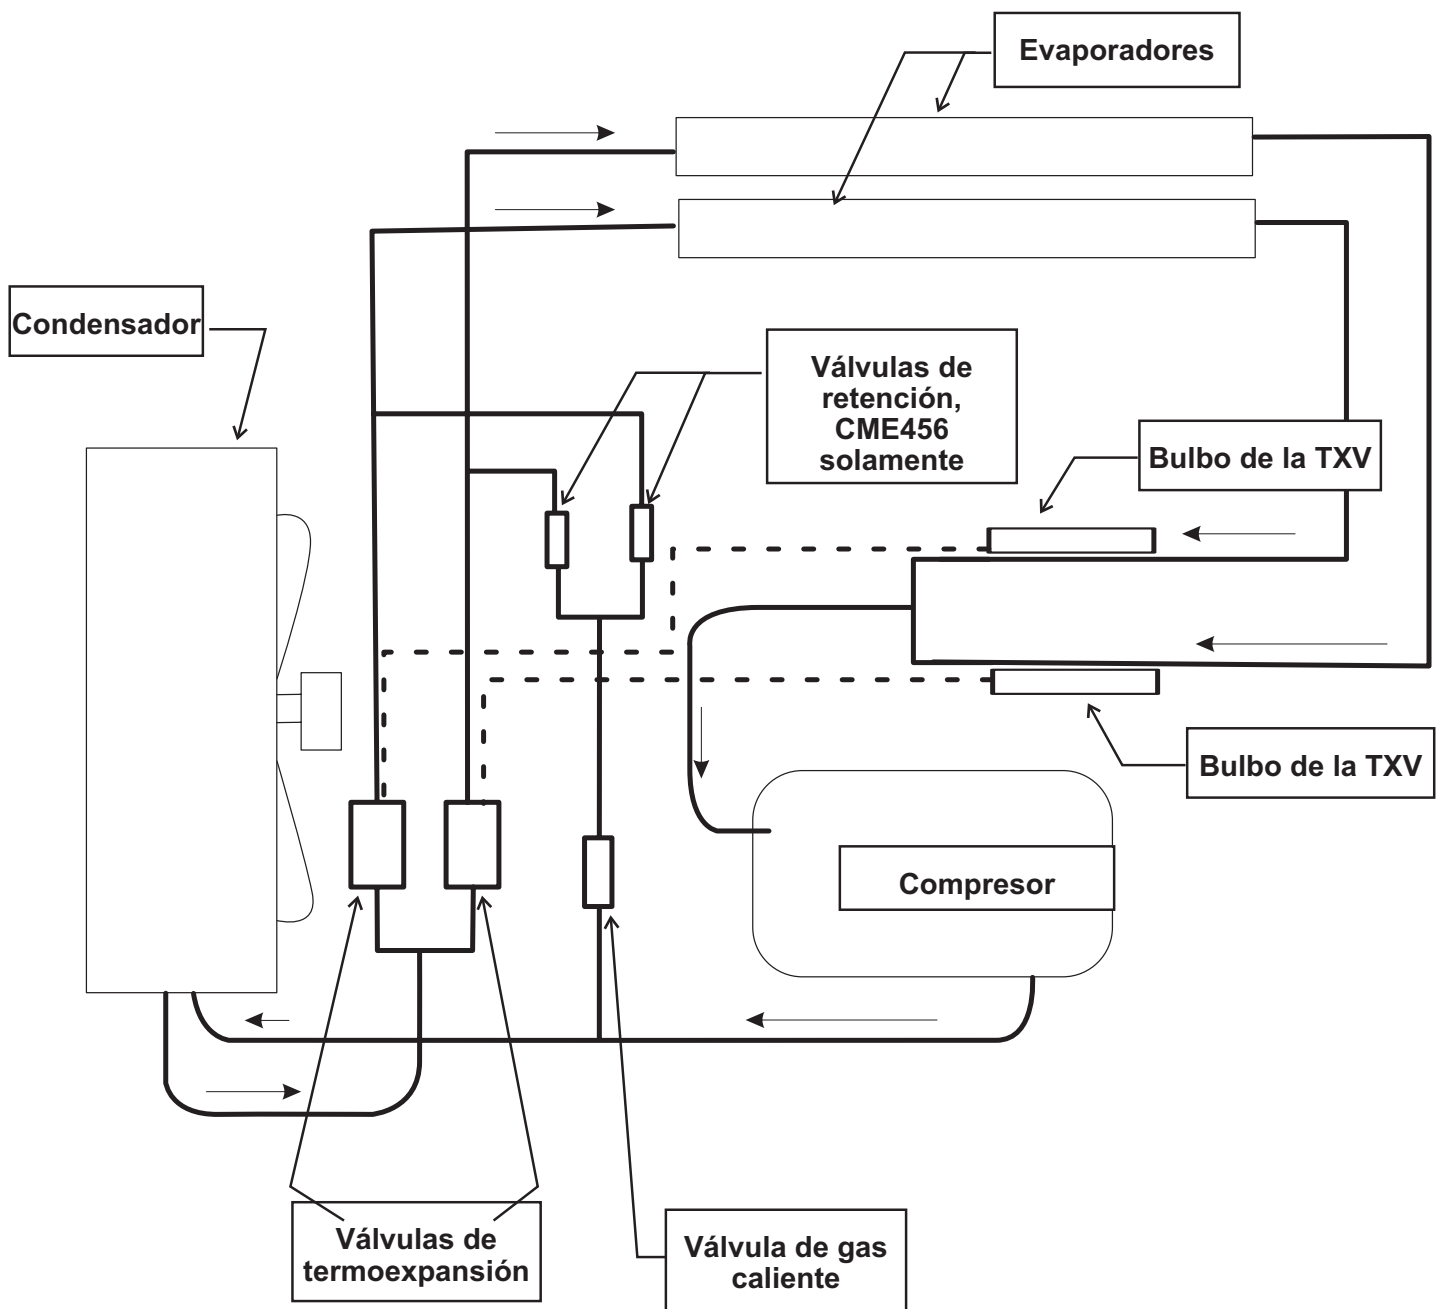 Evaporadores
Condensador
Válvulas de
retención,
CME456
solamente
Bulbo de la TXV
Bulbo de la TXV
Compresor
Válvulas de
termoexpansión
Válvula de gas
caliente